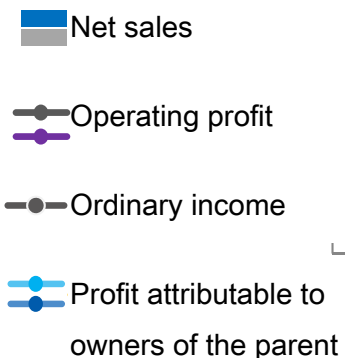 Net sales
Operating profit
Ordinary income
Profit attributable to
owners of the parent